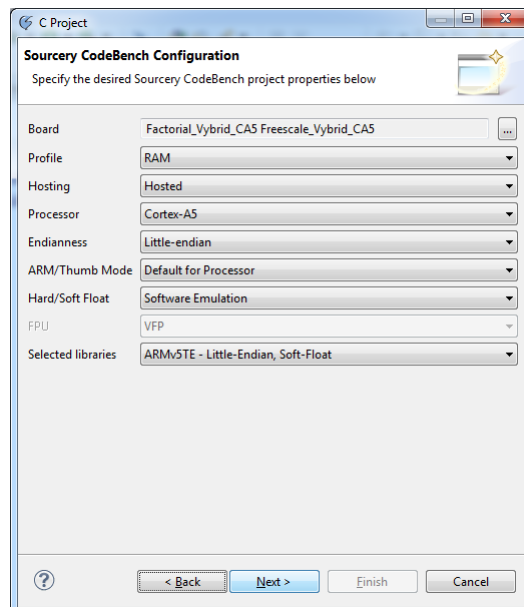 C Project
Sourcery CodeBench Configuration
Specify the desired Sourcery CodeBench project properties below
Board Factorial_Vybrid_CA5 Freescale_Vybrid_CA5 ...
Profile RAM
Hosting Hosted
Processor Cortex-A5
Endianness Little-endian
ARM/Thumb Mode Default for Processor
Hard/Soft Float Software Emulation
FPU VFP
Selected libraries ARMv5TE - Little-Endian, Soft-Float
? < Back Next > Finish Cancel